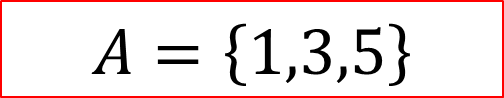 A = {1,3,5}